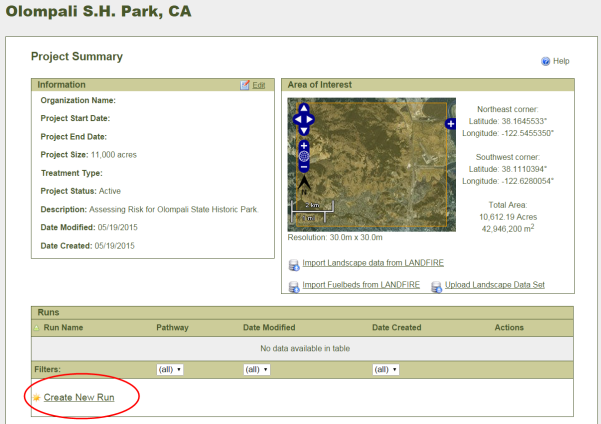 Olompali S.H. Park, CA
Project Summary
Help
Information
Edit
Organization Name:
Project Start Date:
Project End Date:
Project Size: 11,000 acres
Treatment Type:
Project Status: Active
Description: Assessing Risk for Olompali State Historic Park.
Date Modified: 05/19/2015
Date Created: 05/19/2015
Area of Interest
N
2 km
Resolution: 30.0m x 30.0m
Northeast corner:
Latitude: 38.1645533°
Longitude: -122.5455350°
Southwest corner:
Latitude: 38.1110394°
Longitude: -122.6280054°
Total Area:
10,612.19 Acres
42,946,200 m²
Import Landscape data from LANDFIRE
Import Fuelbeds from LANDFIRE
Upload Landscape Data Set
Runs
Run Name Pathway Date Modified Date Created Actions
No data available in table
Filters: (all) (all) (all)
Create New Run